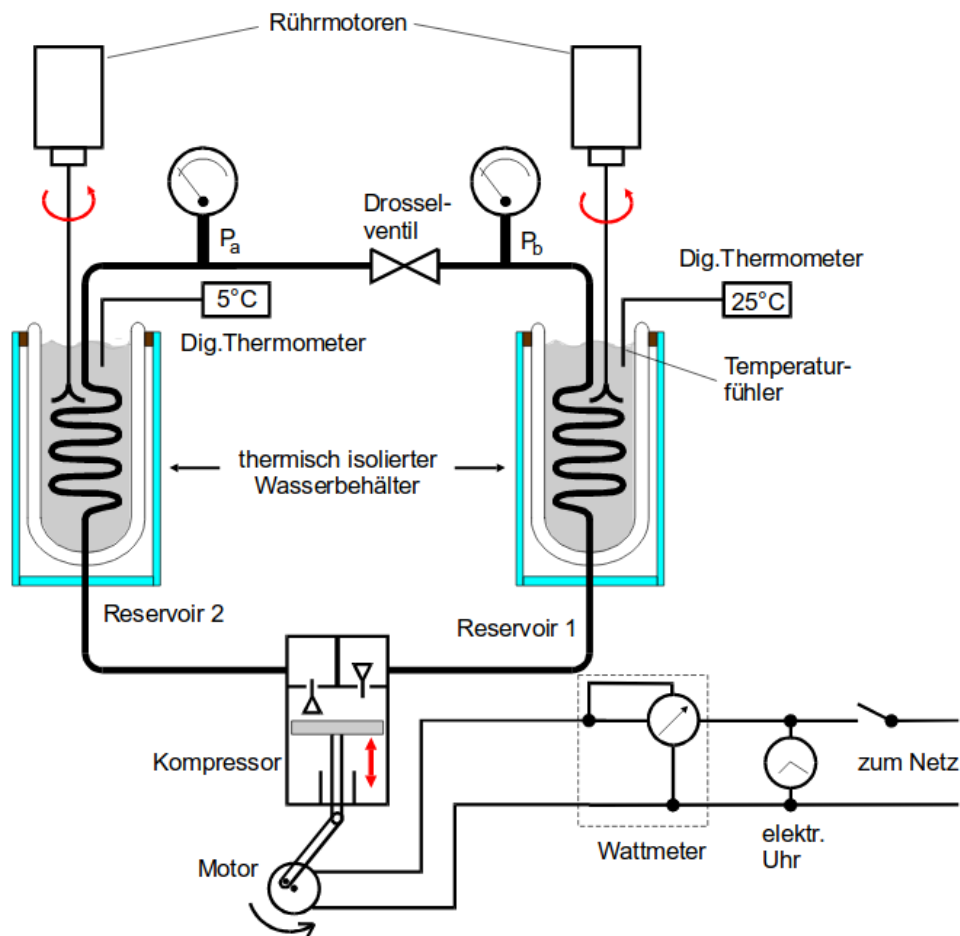 Rührmotoren
Drossel-
ventil
Pa
Pb
Dig.Thermometer
5°C
25°C
Dig.Thermometer
Temperatur-
fühler
thermisch isolierter
Wasserbehälter
Reservoir 2
Reservoir 1
Kompressor
zum Netz
Wattmeter
elektr.
Uhr
Motor